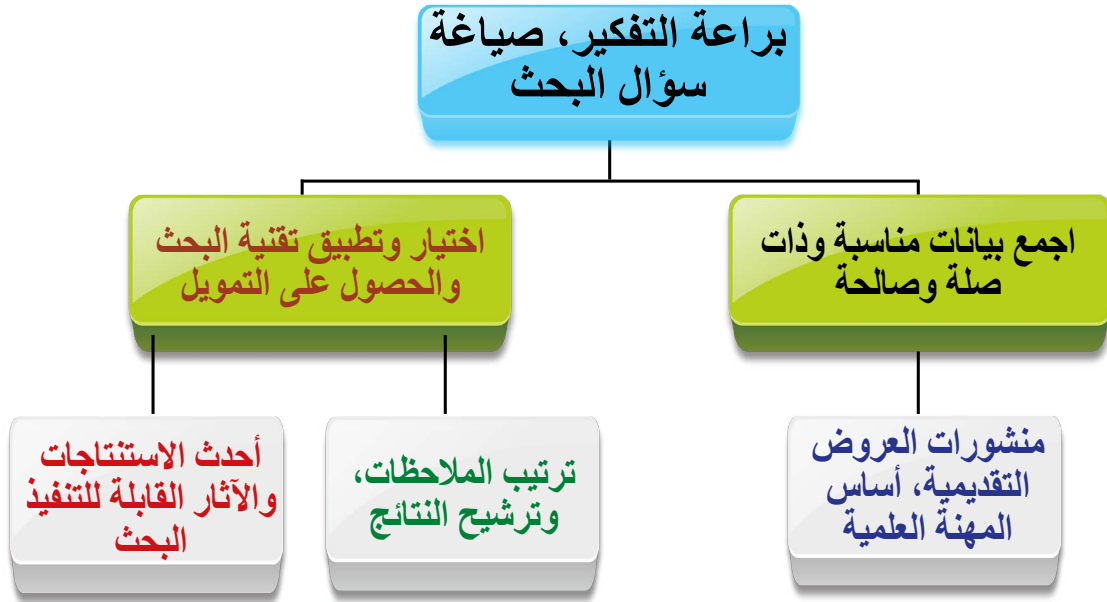 براعة التفكير، صياغة
سؤال البحث
اجمع بيانات مناسبة وذات
صلة وصالحة
اختيار وتطبيق تقنية البحث
والحصول على التمويل
منشورات العروض
التقديمية، أساس
المهنة العلمية
ترتيب الملاحظات،
وترشيح النتائج
أحدث الاستنتاجات
والآثار القابلة للتنفيذ
البحث